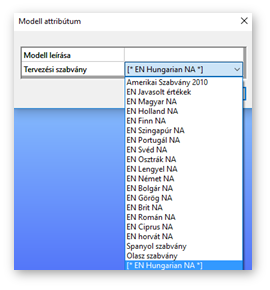 Modell attribútum
Modell leírása
Tervezési szabvány
[* EN Hungarian NA *]
Amerikai Szabvány 2010
EN Javasolt értékek
EN Magyar NA
EN Holland NA
EN Finn NA
EN Szingapúr NA
EN Portugál NA
EN Svéd NA
EN Osztrák NA
EN Lengyel NA
EN Német NA
EN Bolgár NA
EN Görög NA
EN Brit NA
EN Román NA
EN Ciprus NA
EN horvát NA
Spanyol szabvány
Olasz szabvány
[* EN Hungarian NA *]